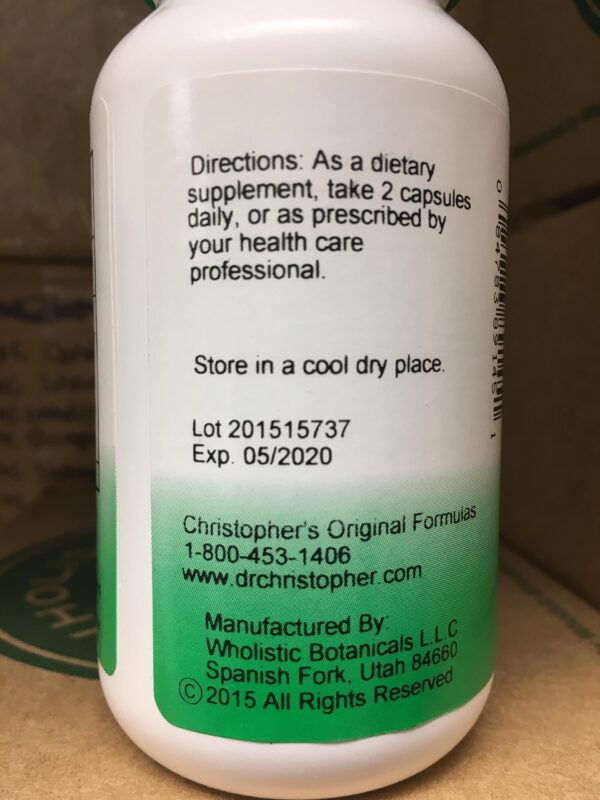 Directions: As a dietary
supplement, take 2 capsules
daily, or as prescribed by
your health care
professional.
Store in a cool dry place.
Lot 201515737
Exp. 05/2020
Christopher's Original Formulas
1-800-453-1406
www.drchristopher.com
Manufactured By:
Wholistic Botanicals L.L.C
Spanish Fork, Utah 84660
©2015 All Rights Reserved